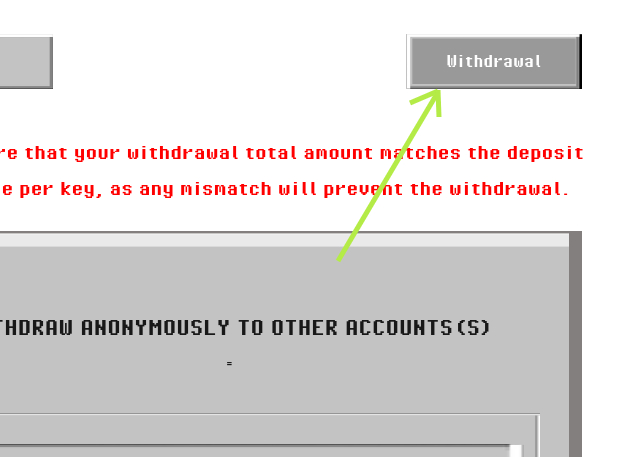 Withdrawal
re that your withdrawal total amount matches the deposit
e per key, as any mismatch will prevent the withdrawal.
THDRAW ANONYMOUSLY TO OTHER ACCOUNTS(S)
=